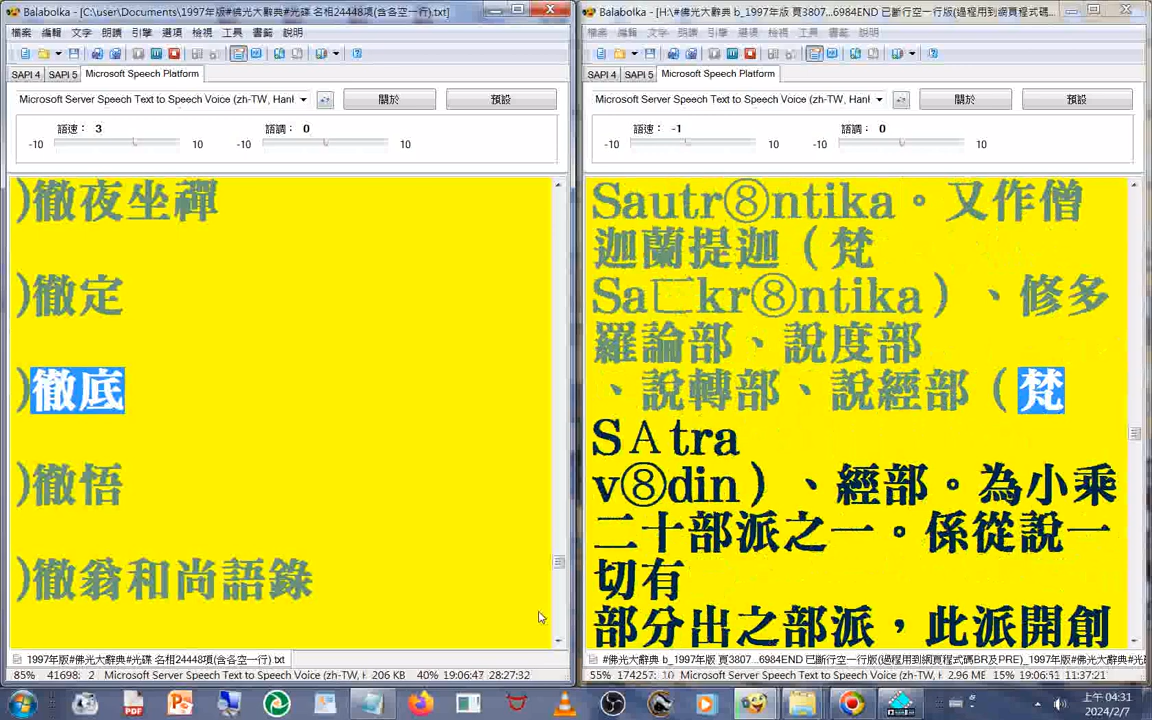 Balabolka - [C:\user\Documents\1997年版#佛光大辭典#光碟 名相24448項(含各空一行).txt]
檔案 編輯 文字 朗讀 引擎 選項 檢視 工具 書籤 說明
SAPI 4 SAPI 5 Microsoft Speech Platform
Microsoft Server Speech Text to Speech Voice (zh-TW, Hanl
關於
預設
語速： 3
語調： 0
-10 10 -10 10
)徹夜坐禪
)徹定
)徹底
)徹悟
)徹翁和尚語錄
1997年版#佛光大辭典#光碟 名相24448項(含各空一行).txt
85% 41698: 2 Microsoft Server Speech Text to Speech Voice (zh-TW, H 206 KB 40% 19:06:47 28:27:32
Balabolka - [H:\#佛光大辭典 b_1997年版 頁3807...6984END 已斷行空一行版(過程用到網頁程式碼...
檔案 編輯 文字 朗讀 引擎 選項 檢視 工具 書籤 說明
SAPI 4 SAPI 5 Microsoft Speech Platform
Microsoft Server Speech Text to Speech Voice (zh-TW, Hanl
關於
預設
語速： -1
語調： 0
-10 10 -10 10
Sautr⑧ntika。又作僧
迦蘭提迦（梵
Sa匚kr⑧ntika）、修多
羅論部、說度部
、說轉部、說經部（梵
SＡtra
v⑧din）、經部。為小乘
二十部派之一。係從說一
切有
部分出之部派，此派開創
#佛光大辭典 b_1997年版 頁3807...6984END 已斷行空一行版(過程用到網頁程式碼BR及PRE)_1997年版#光
55% 174257: 10 Microsoft Server Speech Text to Speech Voice (zh-TW, H 2.96 ME 15% 19:06:51 11:37:21
上午 04:31
2024/2/7